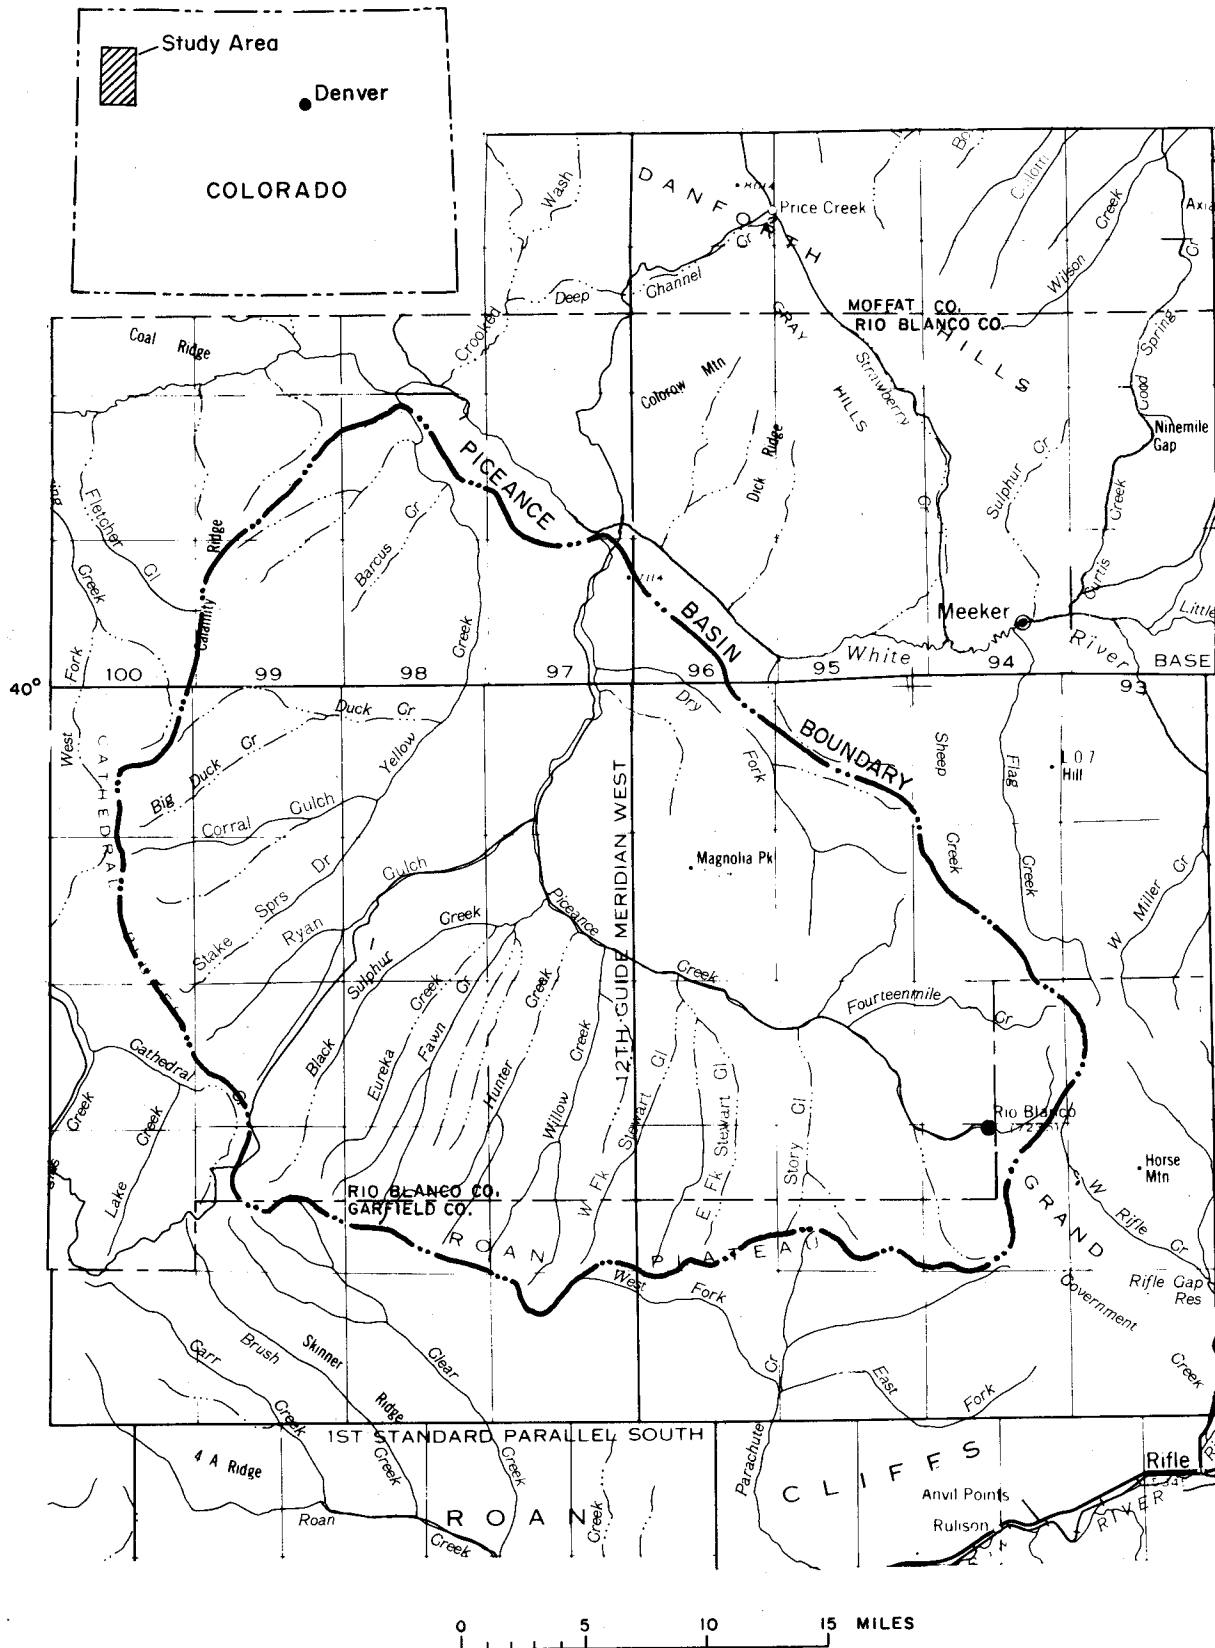 Study Area
Denver
COLORADO
DANFORTH
HILLS
Wash
Price Creek
Cr
Wilson
Creek
Deep
Channel
Crooked
Coal Ridge
MOFFAT CO.
RIO BLANCO CO.
GRAY
HILLS
Strawberry
Cr
Colorow Mtn
Dick Ridge
Good
Spring
Cr
Ninemile
Gap
Sulphur
Cr
Curtis
Creek
Fletcher
Gl
Calamity
Ridge
Barcus
Cr
PICEANCE
BASIN
BOUNDARY
Meeker
White
River
Little
BASE
40°
100
99
98
97
96
95
94
93
West
Fork
Creek
CATHEDRAL
Duck Cr
Big
Duck
Cr
Yellow
Creek
Corral
Gulch
Stake
Sprs
Dr
Ryan
Gulch
Dry
Fork
Sheep
Creek
Flag
Creek
LO7
Hill
W Miller
Cr
Magnolia Pk
12TH GUIDE MERIDIAN WEST
Piceance
Creek
Black
Sulphur
Creek
Eureka
Creek
Fawn
Cr
Hunter
Creek
Willow
Creek
W Fk
Stewart
Gl
E Fk
Stewart
Gl
Story
Gl
Fourteenmile
Cr
Rio Blanco
Cathedral
Cr
Lake
Creek
Creek
RIO BLANCO CO.
GARFIELD CO.
ROAN
PLATEAU
West
Fork
Horse
Mtn
GRAND
W
Rifle
Cr
Rifle Gap
Res
Government
Creek
Carr
Creek
Brush
Creek
Skinner
Ridge
Clear
Creek
Parachute
Cr
East
Fork
1ST STANDARD PARALLEL SOUTH
4 A Ridge
Roan
Creek
ROAN
Creek
CLIFFS
Rifle
Anvil Points
Rulison
RIVER
0
5
10
15 MILES